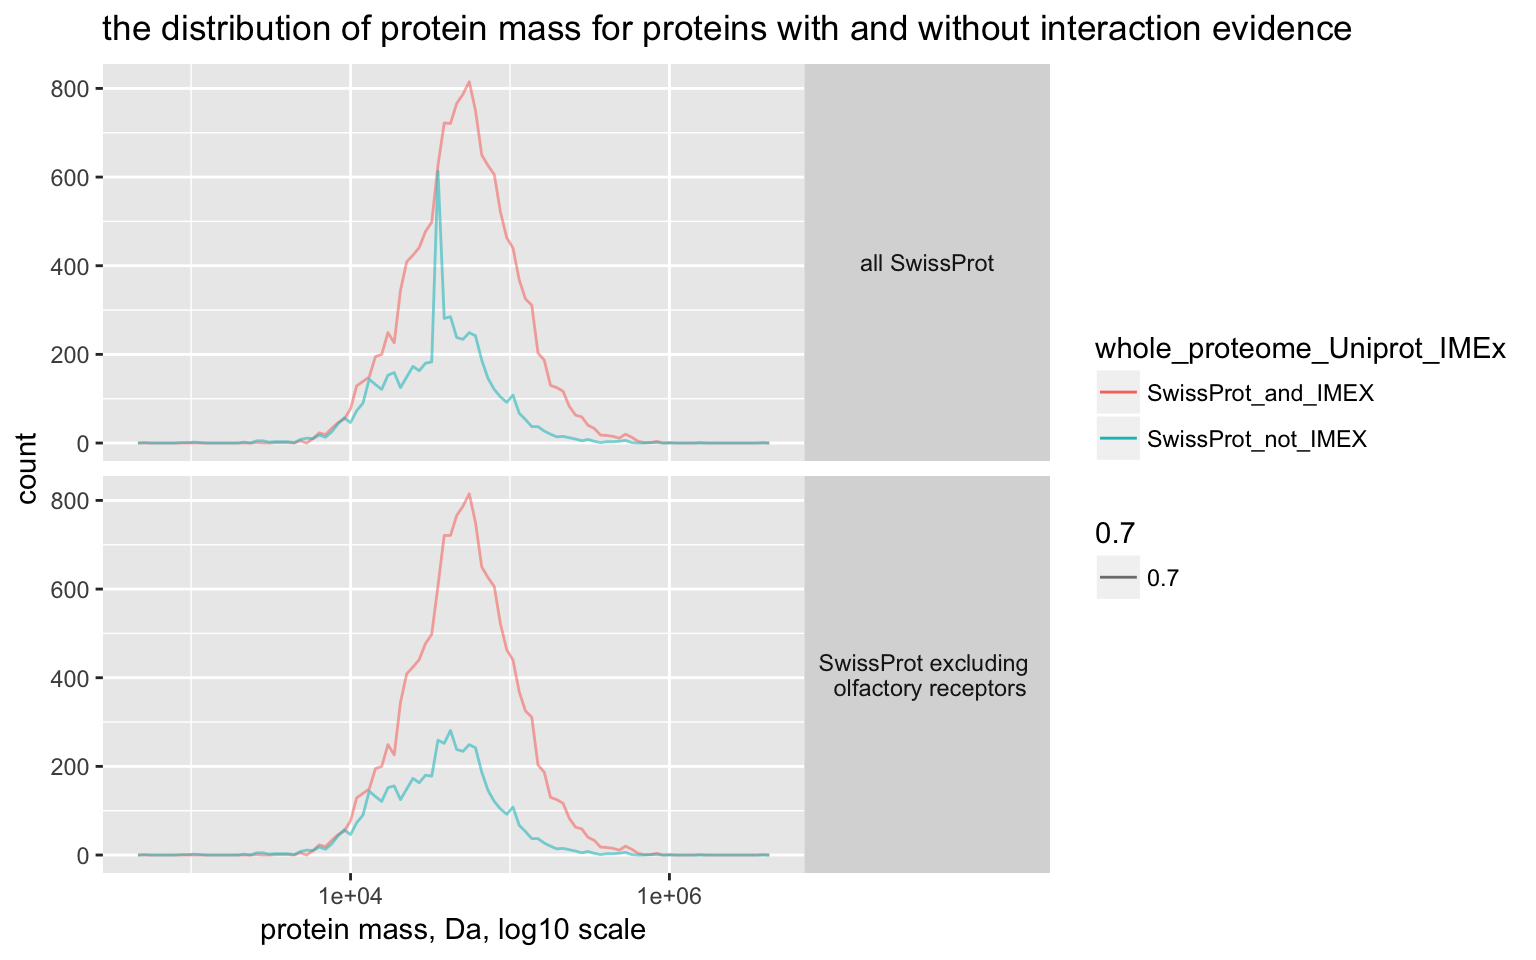 the distribution of protein mass for proteins with and without interaction evidence
count
800
600
400
200
0
all SwissProt
800
600
400
200
0
SwissProt excluding
olfactory receptors
1e+04
1e+06
protein mass, Da, log10 scale
whole_proteome_Uniprot_IMEx
SwissProt_and_IMEX
SwissProt_not_IMEX
0.7
0.7